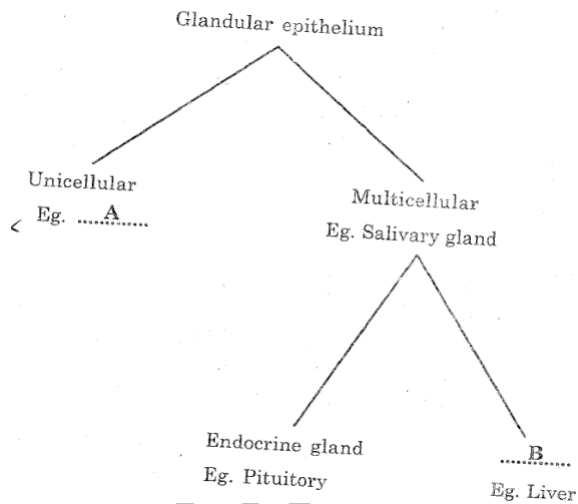 Glandular epithelium
Unicellular
Eg. ......A......
Multicellular
Eg. Salivary gland
Endocrine gland
Eg. Pituitory
......B......
Eg. Liver